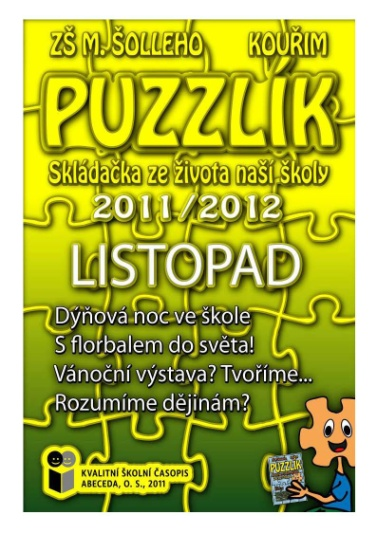 ZŠ M. ŠOLLEHO KOUŘIM
PUZZLÍK
Skládačka ze života naší školy
2011/2012
LISTOPAD
Dýňová noc ve škole
S florbalem do světa!
Vánoční výstava? Tvoříme...
Rozumíme dějinám?
KVALITNÍ ŠKOLNÍ ČASOPIS
ABECEDA, O. S., 2011
PUZZLÍK